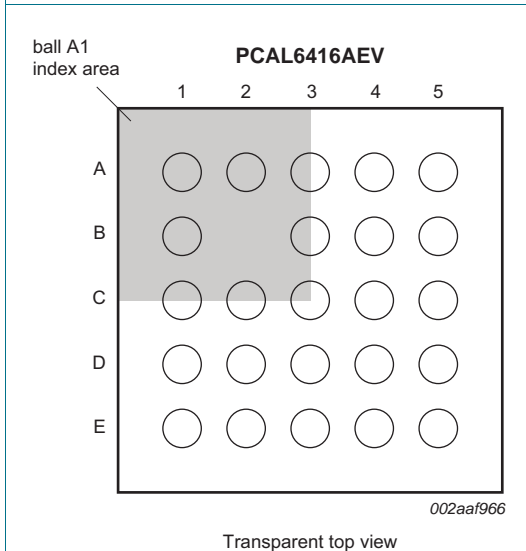 ball A1
index area
PCAL6416AEV
1 2 3 4 5
A
B
C
D
E
002aaf966
Transparent top view